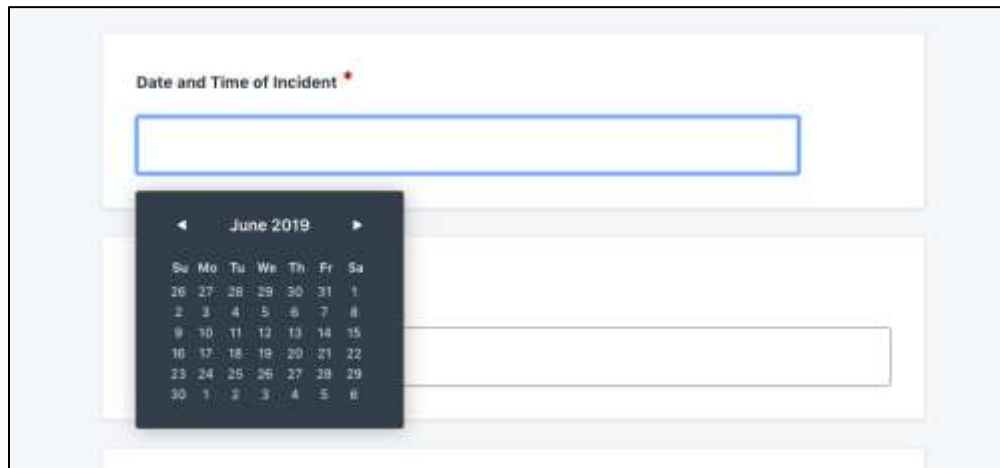 Date and Time of Incident *
◄ June 2019 ►
Su Mo Tu We Th Fr Sa
26 27 28 29 30 31 1
2 3 4 5 6 7 8
9 10 11 12 13 14 15
16 17 18 19 20 21 22
23 24 25 26 27 28 29
30 1 2 3 4 5 6